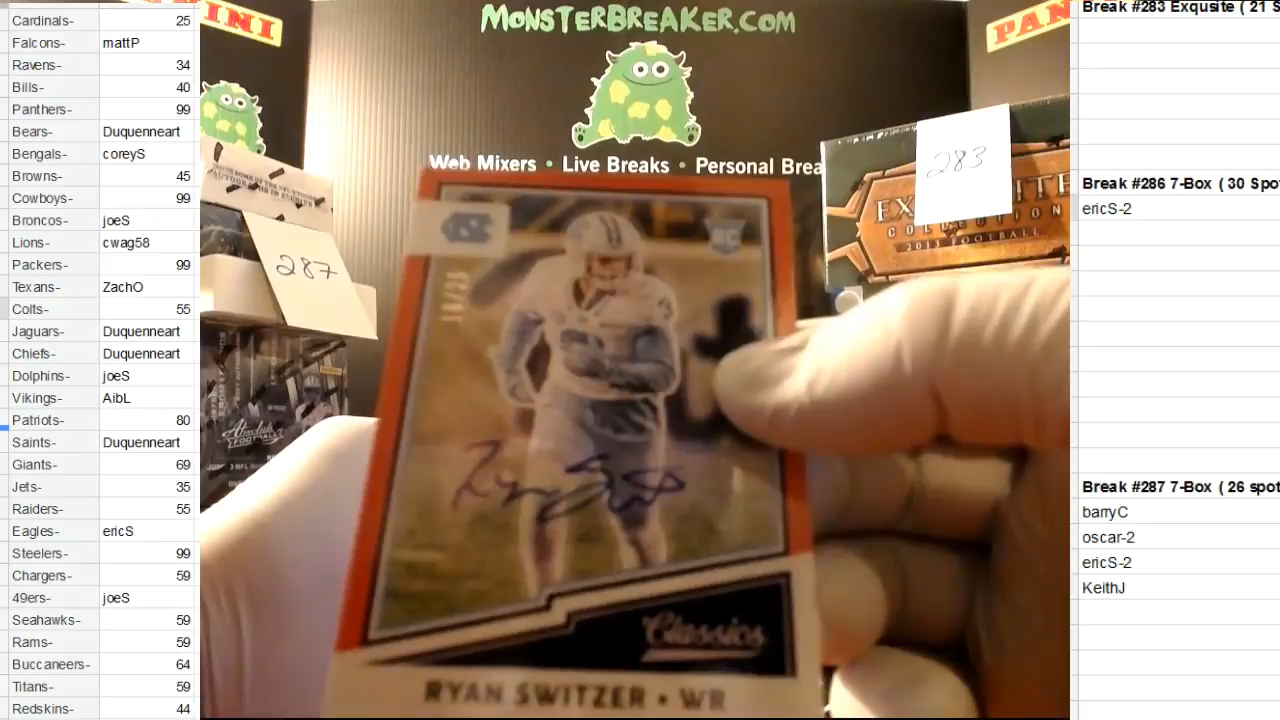 Cardinals- 25
Falcons- mattP
Ravens- 34
Bills- 40
Panthers- 99
Bears- Duquenneart
Bengals- coreyS
Browns- 45
Cowboys- 99
Broncos- joeS
Lions- cwag58
Packers- 99
Texans- ZachO
Colts- 55
Jaguars- Duquenneart
Chiefs- Duquenneart
Dolphins- joeS
Vikings- AibL
Patriots- 80
Saints- Duquenneart
Giants- 69
Jets- 35
Raiders- 55
Eagles- ericS
Steelers- 99
Chargers- 59
49ers- joeS
Seahawks- 59
Rams- 59
Buccaneers- 64
Titans- 59
Redskins- 44
MONSTERBREAKER.COM
Web Mixers • Live Breaks • Personal Brea
INI
PAN
287
283
COLLECTION
2013 FOOTBALL
Absolute
FOOTBALL
RC
Classics
RYAN SWITZER • WR
Break #283 Exqusite ( 21 S
Break #286 7-Box ( 30 Spo
ericS-2
Break #287 7-Box ( 26 spot
barryC
oscar-2
ericS-2
KeithJ